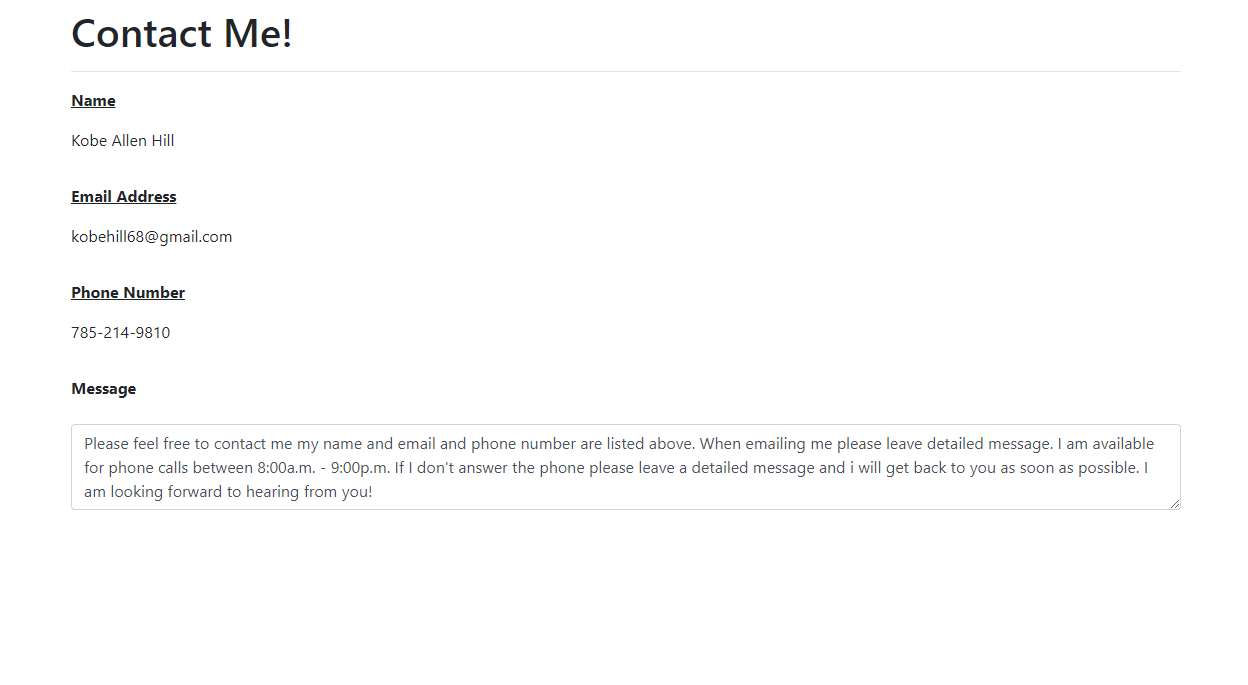 Contact Me!
Name
Kobe Allen Hill
Email Address
kobehill68@gmail.com
Phone Number
785-214-9810
Message
Please feel free to contact me my name and email and phone number are listed above. When emailing me please leave detailed message. I am available
for phone calls between 8:00a.m. - 9:00p.m. If I don't answer the phone please leave a detailed message and i will get back to you as soon as possible. I
am looking forward to hearing from you!